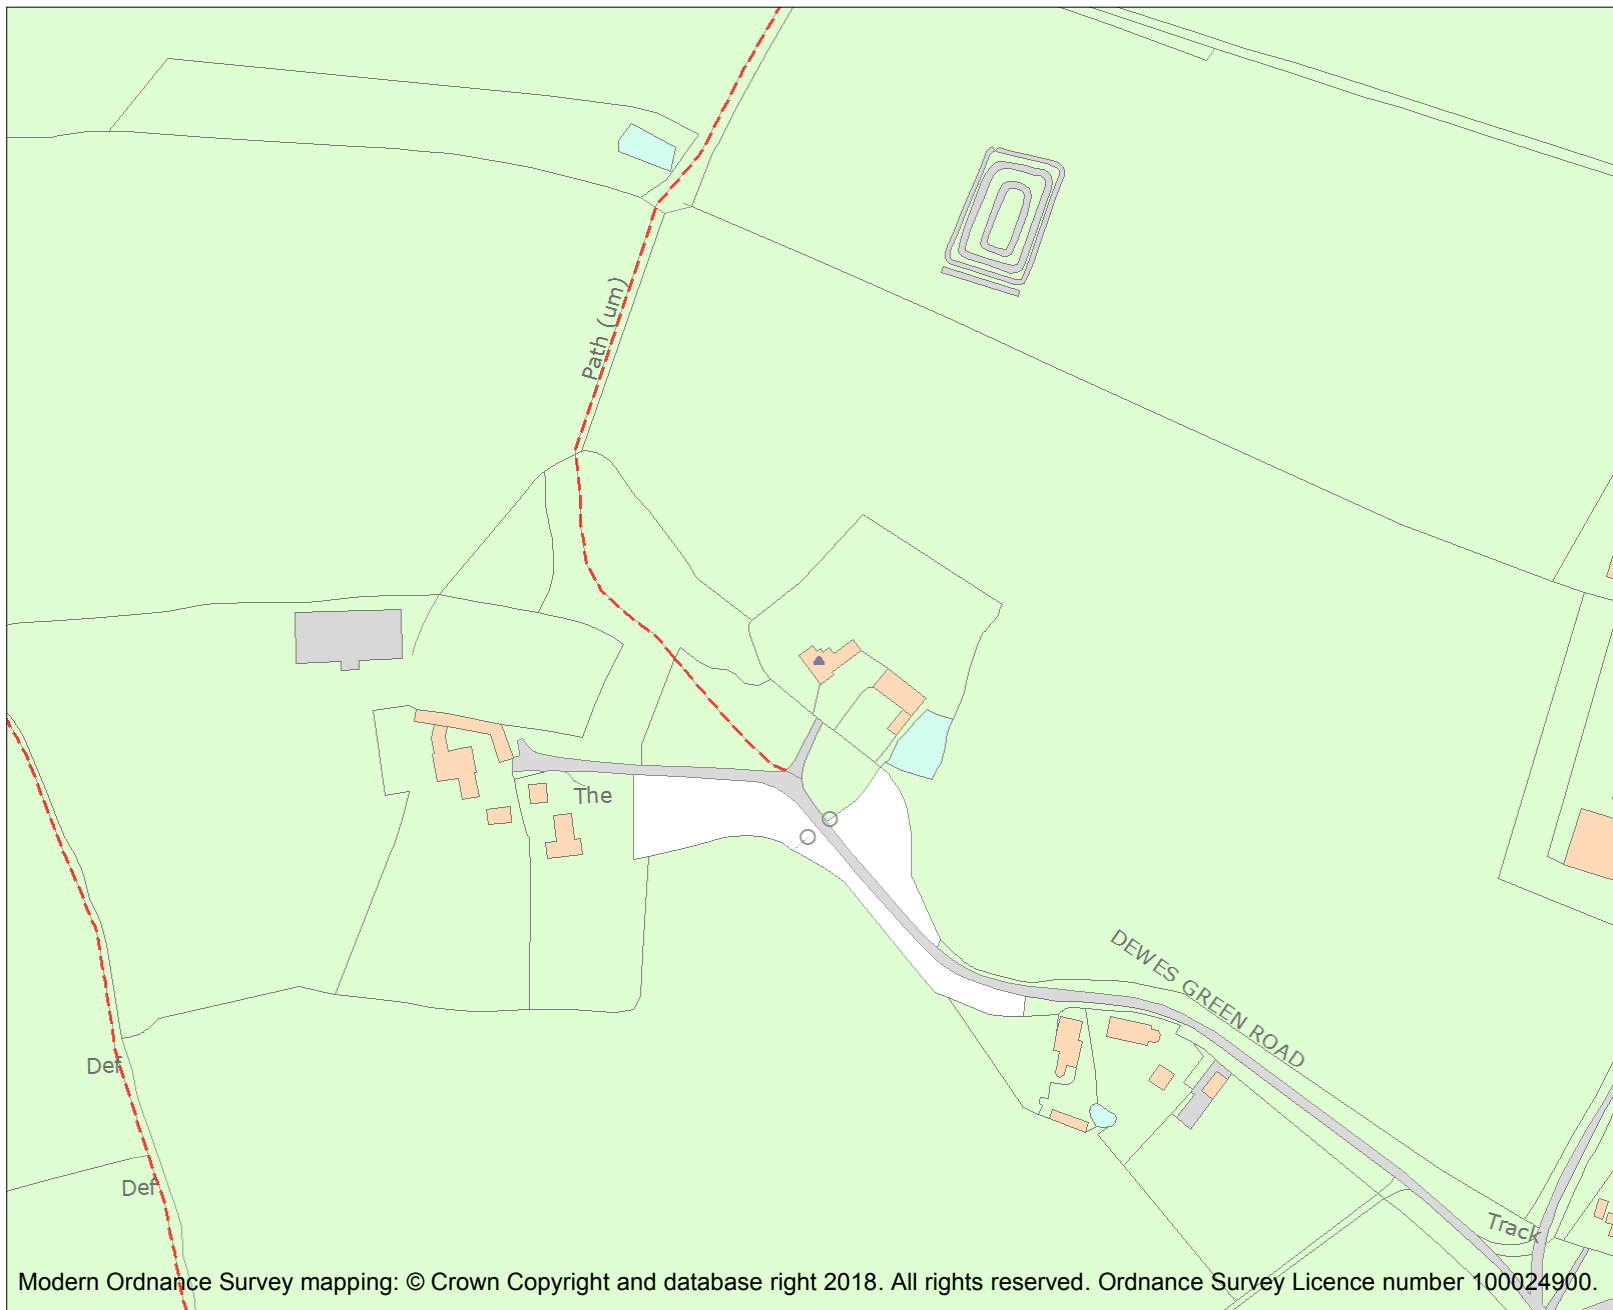 Path (um)
The
DEWES GREEN ROAD
Def
Def
Track
Modern Ordnance Survey mapping: © Crown Copyright and database right 2018. All rights reserved. Ordnance Survey Licence number 100024900.